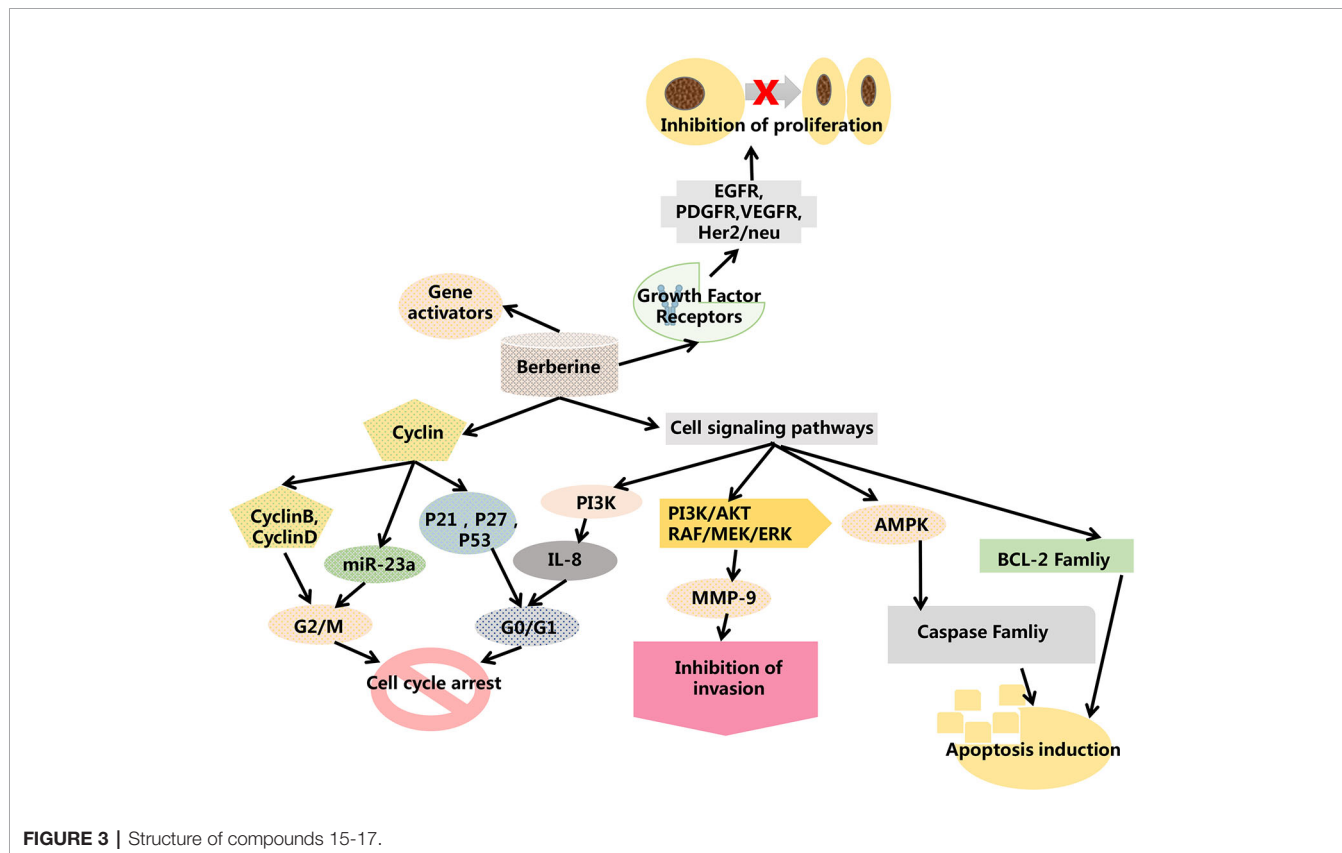 Inhibition of proliferation
EGFR,
PDGFR,VEGFR,
Her2/neu
Gene
activators
Growth Factor
Receptors
Berberine
Cyclin
Cell signaling pathways
CyclinB,
CyclinD
miR-23a
P21 , P27 ,
P53
PI3K
IL-8
PI3K/AKT
RAF/MEK/ERK
AMPK
BCL-2 Famliy
MMP-9
G2/M
G0/G1
Caspase Famliy
Cell cycle arrest
Inhibition of
invasion
Apoptosis induction
FIGURE 3 | Structure of compounds 15-17.